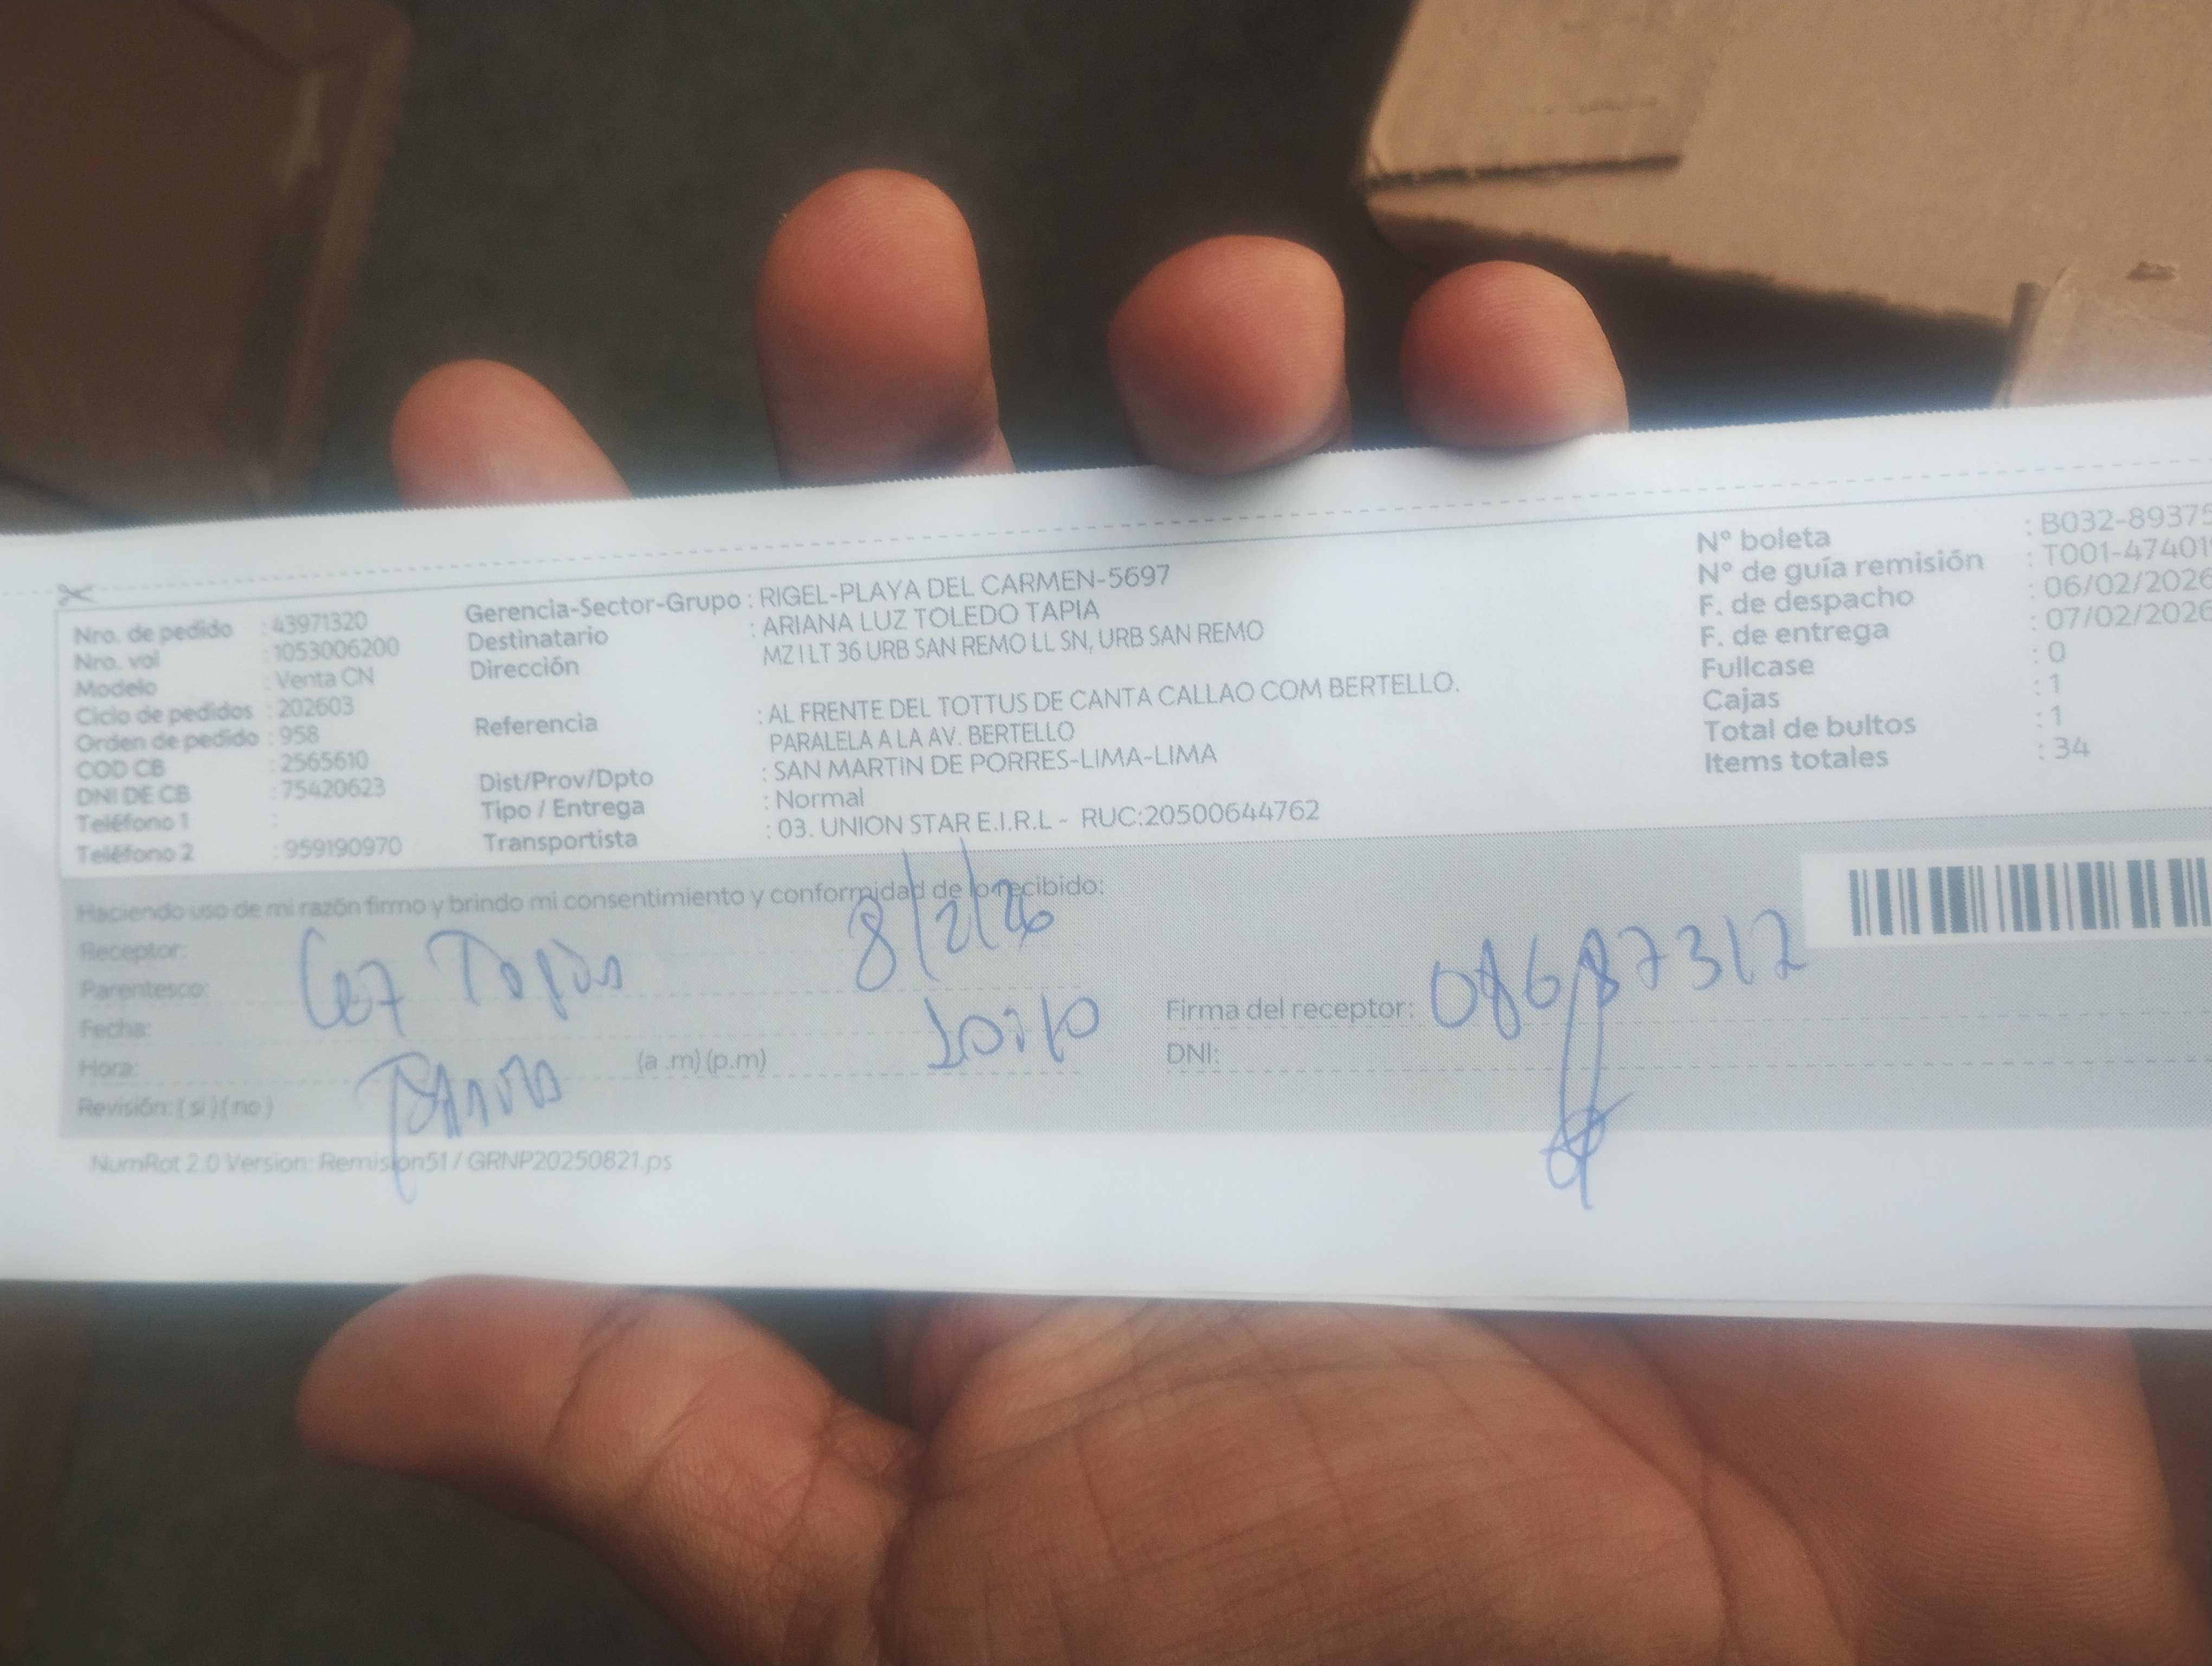 Nro. de pedido : 43971320
Nro. vol : 1053006200
Modelo : Venta CN
Ciclo de pedidos : 202603
Orden de pedido : 958
COD CB : 2565610
DNI DE CB : 75420623
Teléfono 1 :
Teléfono 2 : 959190970
Gerencia-Sector-Grupo : RIGEL-PLAYA DEL CARMEN-5697
Destinatario : ARIANA LUZ TOLEDO TAPIA
Dirección MZ I LT 36 URB SAN REMO LL SN, URB SAN REMO
Referencia : AL FRENTE DEL TOTTUS DE CANTA CALLAO COM BERTELLO.
PARALELA A LA AV. BERTELLO
Dist/Prov/Dpto : SAN MARTIN DE PORRES-LIMA-LIMA
Tipo / Entrega : Normal
Transportista : 03. UNION STAR E.I.R.L - RUC:20500644762
N° boleta : B032-89375
N° de guía remisión : T001-474019
F. de despacho : 06/02/2026
F. de entrega : 07/02/2026
Fullcase : 0
Cajas : 1
Total de bultos : 1
Items totales : 34
Haciendo uso de mi razón firmo y brindo mi consentimiento y conformidad de lo recibido:
Receptor:
Parentesco:
Fecha: 8/2/26
Hora: (a .m) (p.m) 10:10
Revisión: ( si ) ( no )
Firma del receptor: 08687312
DNI:
NumRot 2.0 Version: Remision51 / GRNP20250821.ps